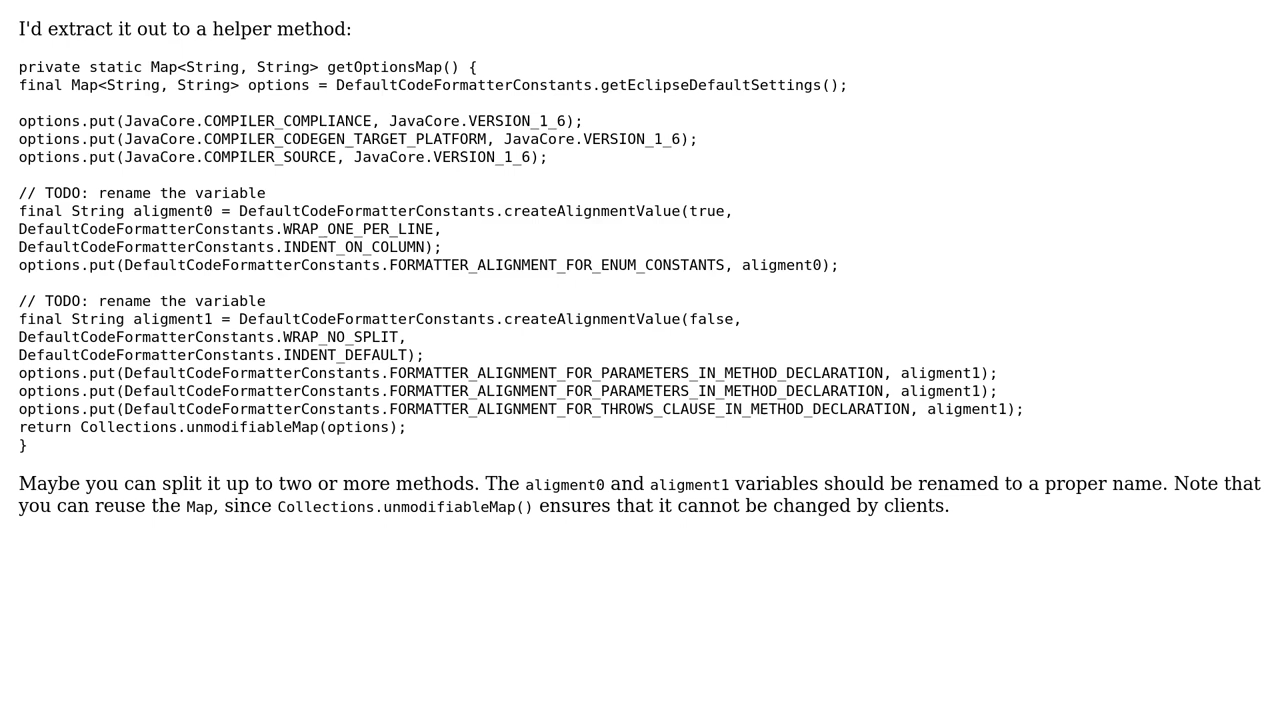 I'd extract it out to a helper method:
private static Map<String, String> getOptionsMap() {
final Map<String, String> options = DefaultCodeFormatterConstants.getEclipseDefaultSettings();
options.put(JavaCore.COMPILER_COMPLIANCE, JavaCore.VERSION_1_6);
options.put(JavaCore.COMPILER_CODEGEN_TARGET_PLATFORM, JavaCore.VERSION_1_6);
options.put(JavaCore.COMPILER_SOURCE, JavaCore.VERSION_1_6);
// TODO: rename the variable
final String aligment0 = DefaultCodeFormatterConstants.createAlignmentValue(true,
DefaultCodeFormatterConstants.WRAP_ONE_PER_LINE,
DefaultCodeFormatterConstants.INDENT_ON_COLUMN);
options.put(DefaultCodeFormatterConstants.FORMATTER_ALIGNMENT_FOR_ENUM_CONSTANTS, aligment0);
// TODO: rename the variable
final String aligment1 = DefaultCodeFormatterConstants.createAlignmentValue(false,
DefaultCodeFormatterConstants.WRAP_NO_SPLIT,
DefaultCodeFormatterConstants.INDENT_DEFAULT);
options.put(DefaultCodeFormatterConstants.FORMATTER_ALIGNMENT_FOR_PARAMETERS_IN_METHOD_DECLARATION, aligment1);
options.put(DefaultCodeFormatterConstants.FORMATTER_ALIGNMENT_FOR_PARAMETERS_IN_METHOD_DECLARATION, aligment1);
options.put(DefaultCodeFormatterConstants.FORMATTER_ALIGNMENT_FOR_THROWS_CLAUSE_IN_METHOD_DECLARATION, aligment1);
return Collections.unmodifiableMap(options);
}
Maybe you can split it up to two or more methods. The aligment0 and aligment1 variables should be renamed to a proper name. Note that
you can reuse the Map, since Collections.unmodifiableMap() ensures that it cannot be changed by clients.